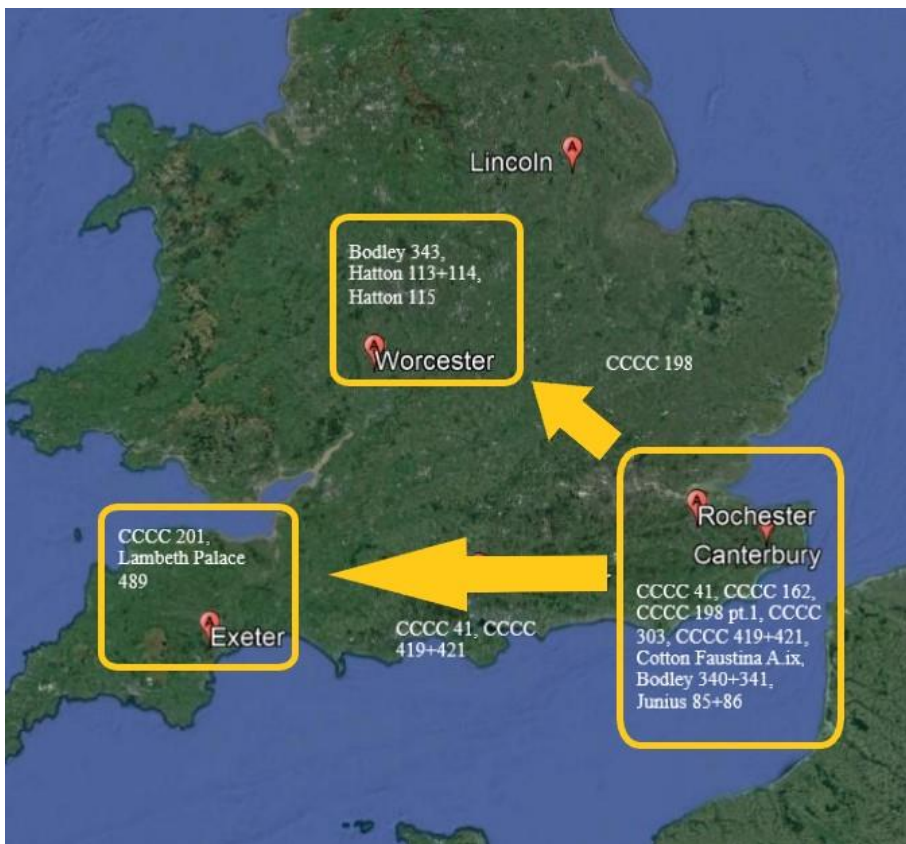 Lincoln
Bodley 343,
Hatton 113+114,
Hatton 115
Worcester
CCCC 198
Rochester
Canterbury
CCCC 41, CCCC 162,
CCCC 198 pt.1, CCCC
303, CCCC 419+421,
Cotton Faustina A.ix,
Bodley 340+341,
Junius 85+86
CCCC 201,
Lambeth Palace
489
Exeter
CCCC 41, CCCC
419+421